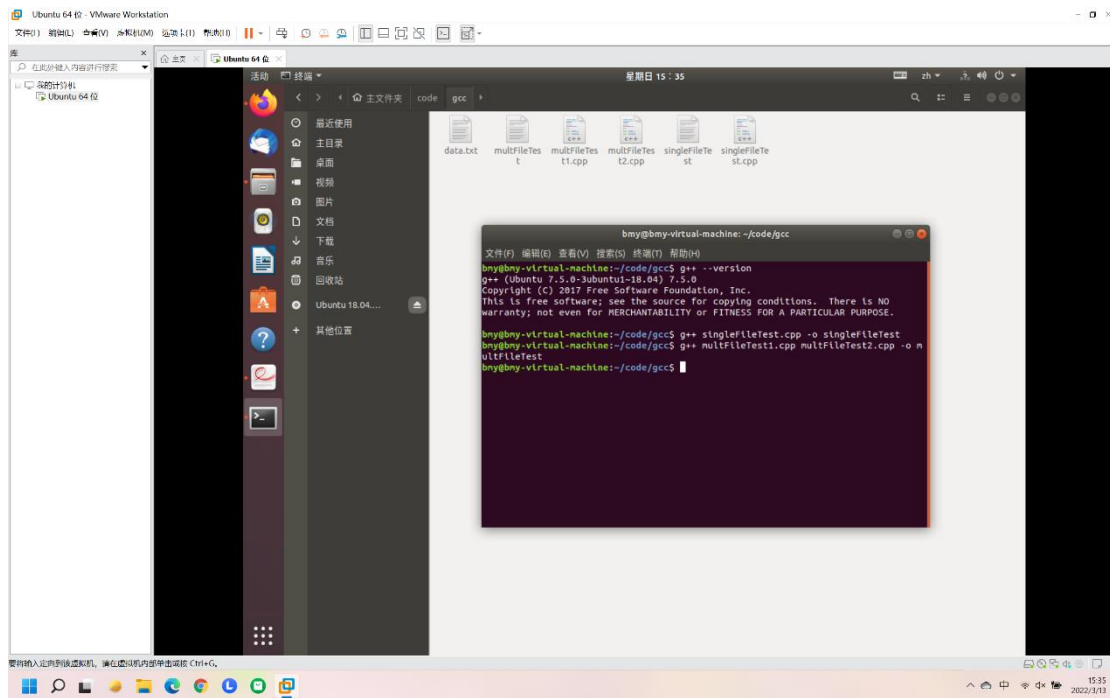 Ubuntu 64 位 - VMware Workstation
文件(F) 编辑(E) 查看(V) 虚拟机(M) 选项卡(T) 帮助(H)
库
在此处键入内容进行搜索
我的计算机
Ubuntu 64 位
主页
Ubuntu 64 位
活动
终端
星期日 15：35
zh
主文件夹
code
gcc
最近使用
主目录
桌面
视频
图片
文档
下载
音乐
回收站
Ubuntu 18.04....
其他位置
data.txt
multFileTes
t
multFileTes
t1.cpp
multFileTes
t2.cpp
singleFileTe
st
singleFileTe
st.cpp
bmy@bmy-virtual-machine: ~/code/gcc
文件(F) 编辑(E) 查看(V) 搜索(S) 终端(T) 帮助(H)
bmy@bmy-virtual-machine:~/code/gcc$ g++ --version
g++ (Ubuntu 7.5.0-3ubuntu1~18.04) 7.5.0
Copyright (C) 2017 Free Software Foundation, Inc.
This is free software; see the source for copying conditions.  There is NO
warranty; not even for MERCHANTABILITY or FITNESS FOR A PARTICULAR PURPOSE.
bmy@bmy-virtual-machine:~/code/gcc$ g++ singleFileTest.cpp -o singleFileTest
bmy@bmy-virtual-machine:~/code/gcc$ g++ multFileTest1.cpp multFileTest2.cpp -o m
ultFileTest
bmy@bmy-virtual-machine:~/code/gcc$
要将输入定向到该虚拟机，请在虚拟机内部单击或按 Ctrl+G。
中
15:35
2022/3/13